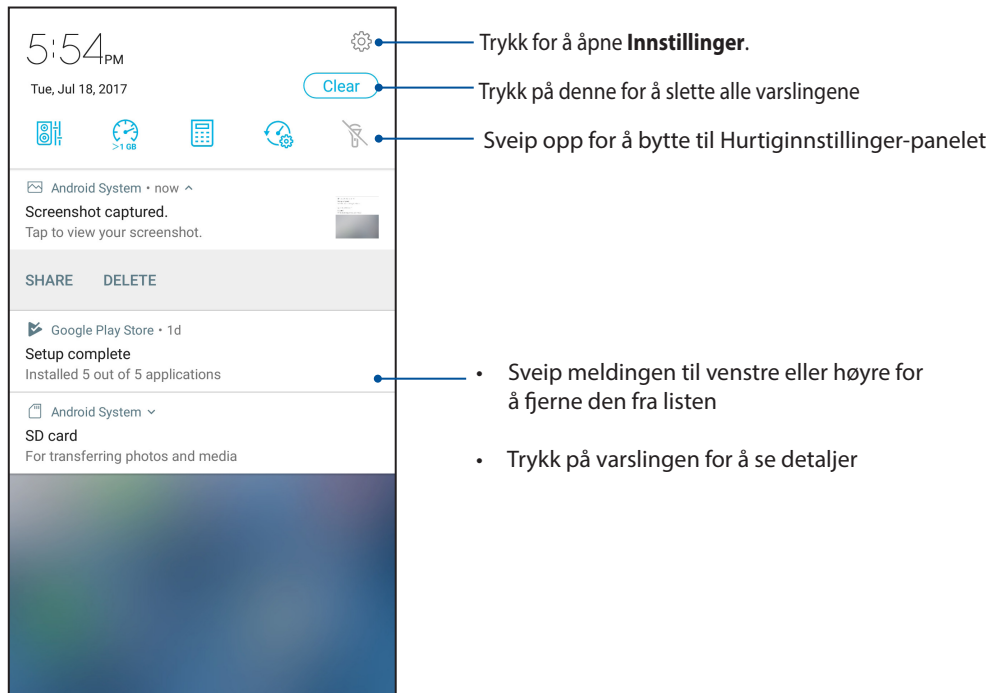 5:54 PM
Trykk for å åpne Innstillinger.
Tue, Jul 18, 2017
Clear
Trykk på denne for å slette alle varslingene
>1 GB
Sveip opp for å bytte til Hurtiginnstillinger-panelet
Android System • now
Screenshot captured.
Tap to view your screenshot.
SHARE DELETE
Google Play Store • 1d
Setup complete
Installed 5 out of 5 applications
• Sveip meldingen til venstre eller høyre for
å fjerne den fra listen
Android System
SD card
For transferring photos and media
• Trykk på varslingen for å se detaljer